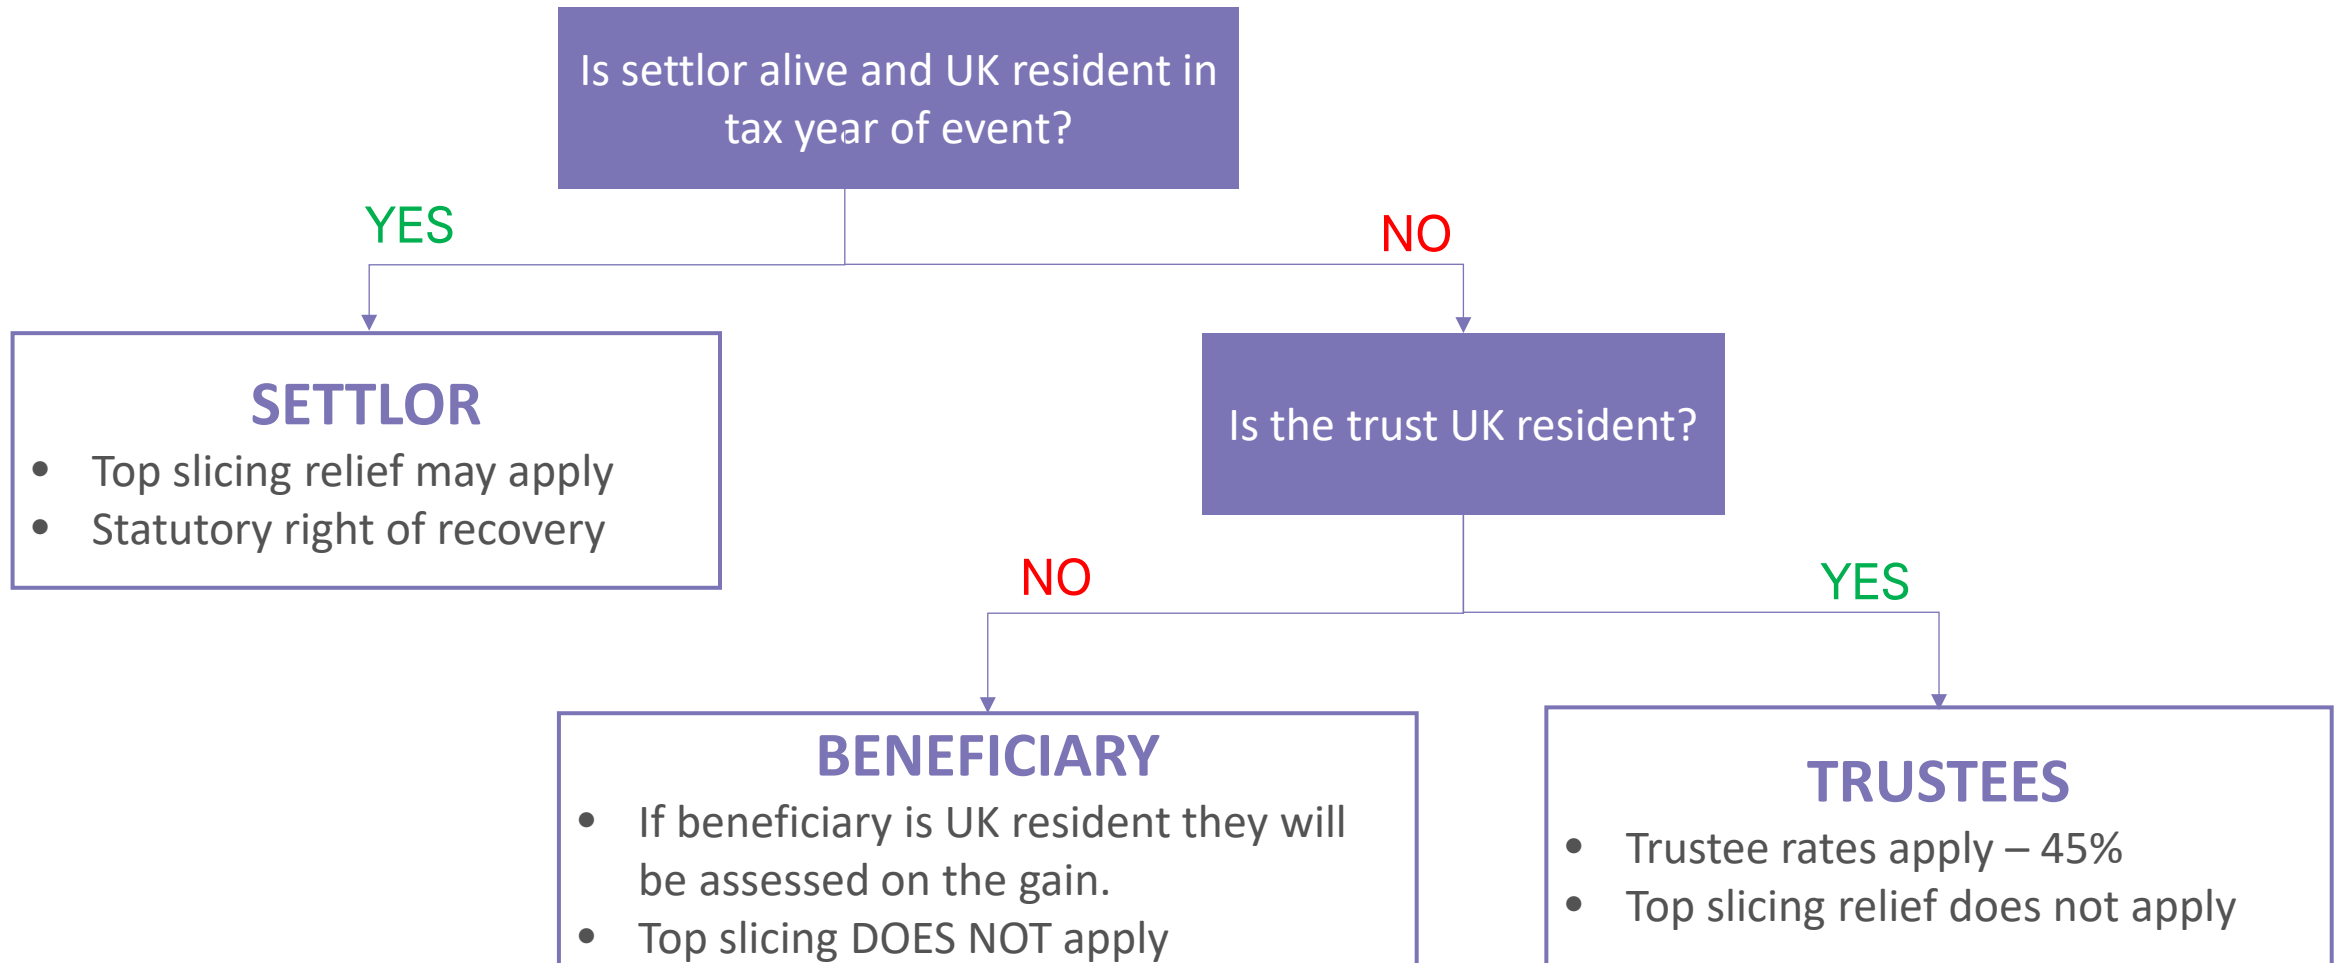 Is settlor alive and UK resident in
tax year of event?
YES
NO
SETTLOR
• Top slicing relief may apply
• Statutory right of recovery
Is the trust UK resident?
NO
YES
BENEFICIARY
• If beneficiary is UK resident they will
be assessed on the gain.
• Top slicing DOES NOT apply
TRUSTEES
• Trustee rates apply – 45%
• Top slicing relief does not apply